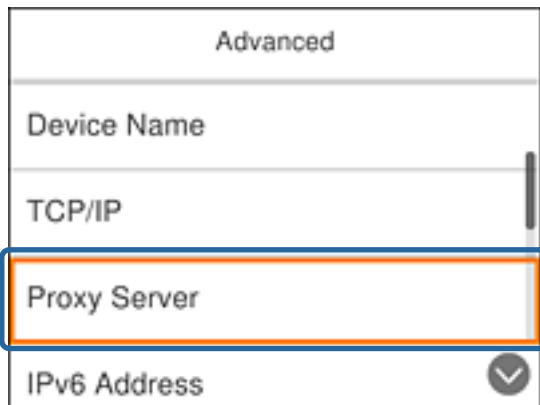 Advanced
Device Name
TCP/IP
Proxy Server
IPv6 Address